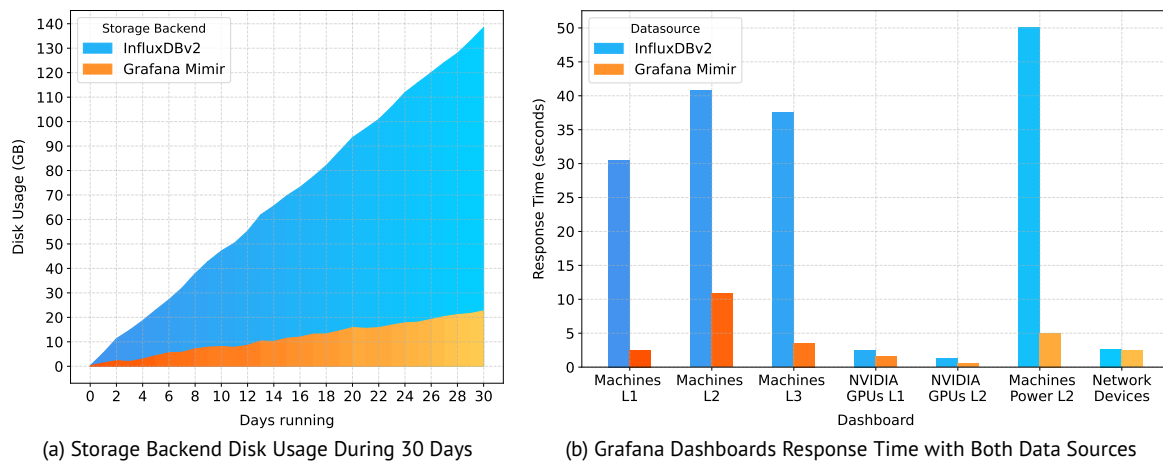 Storage Backend
InfluxDBv2
Grafana Mimir
140
130
120
110
100
90
80
70
60
50
40
30
20
10
0
Disk Usage (GB)
0 2 4 6 8 10 12 14 16 18 20 22 24 26 28 30
Days running
(a) Storage Backend Disk Usage During 30 Days
Datasource
InfluxDBv2
Grafana Mimir
50
45
40
35
30
25
20
15
10
5
0
Response Time (seconds)
Machines L1
Machines L2
Machines L3
NVIDIA GPUs L1
NVIDIA GPUs L2
Machines Power L2
Network Devices
Dashboard
(b) Grafana Dashboards Response Time with Both Data Sources